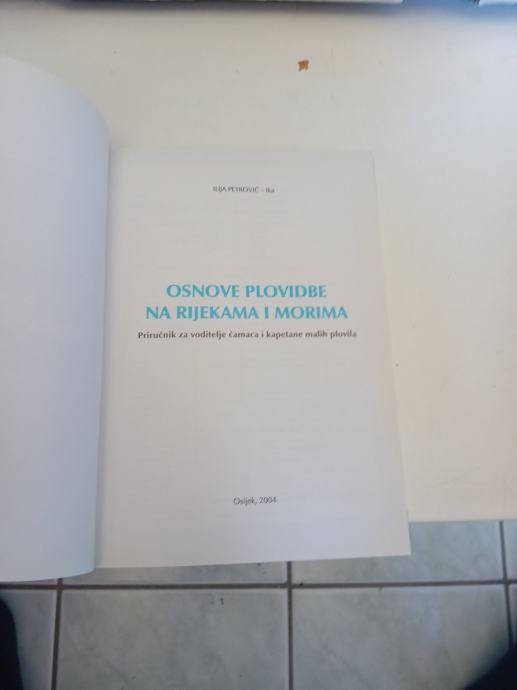 ILIJA PETROVIĆ – Ika
OSNOVE PLOVIDBE
NA RIJEKAMA I MORIMA
Priručnik za voditelje čamaca i kapetane malih plovila
Osijek, 2004